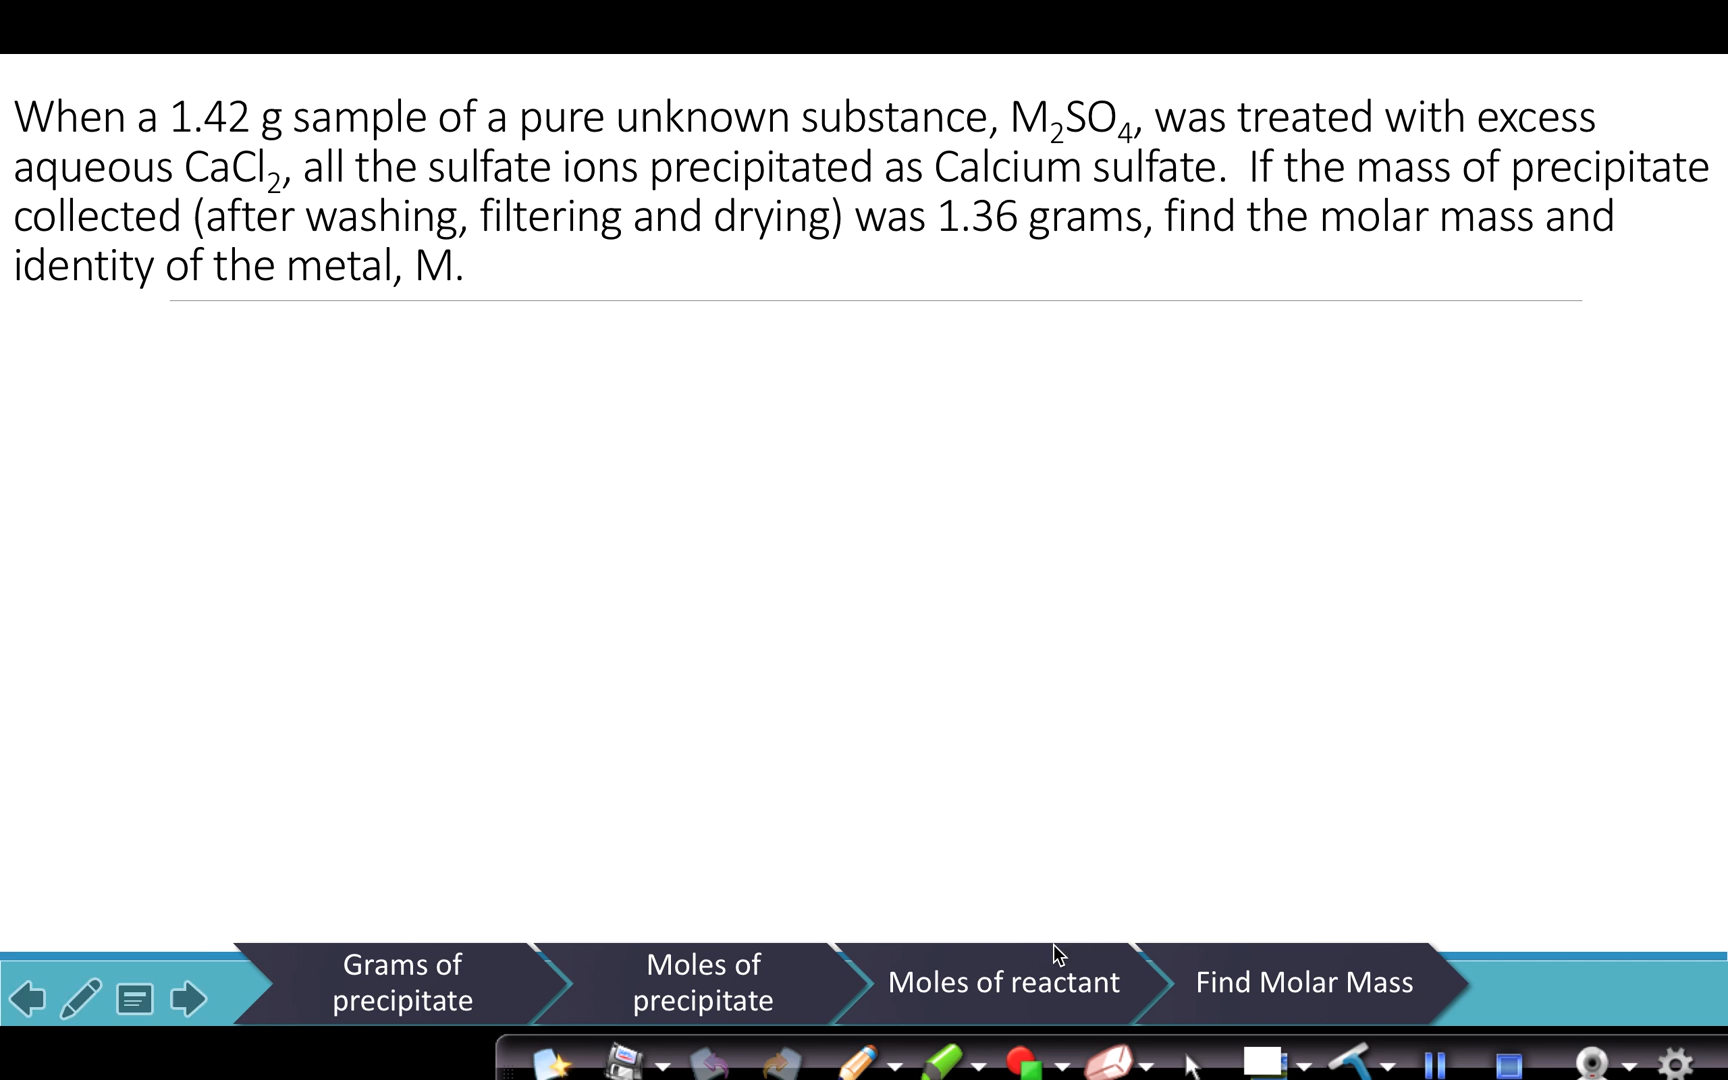 When a 1.42 g sample of a pure unknown substance, M₂SO₄, was treated with excess
aqueous CaCl₂, all the sulfate ions precipitated as Calcium sulfate.  If the mass of precipitate
collected (after washing, filtering and drying) was 1.36 grams, find the molar mass and
identity of the metal, M.
Grams of
precipitate
Moles of
precipitate
Moles of reactant
Find Molar Mass